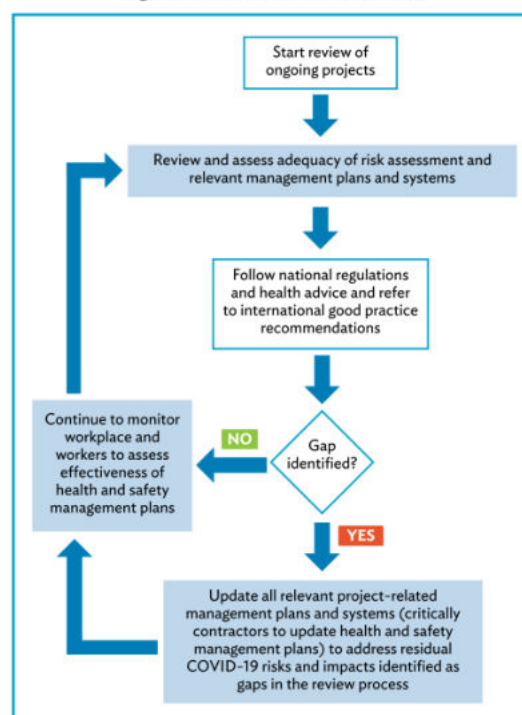 Start review of
ongoing projects
Review and assess adequacy of risk assessment and
relevant management plans and systems
Follow national regulations
and health advice and refer
to international good practice
recommendations
Continue to monitor
workplace and
workers to assess
effectiveness of
health and safety
management plans
NO
Gap
identified?
YES
Update all relevant project-related
management plans and systems (critically
contractors to update health and safety
management plans) to address residual
COVID-19 risks and impacts identified as
gaps in the review process